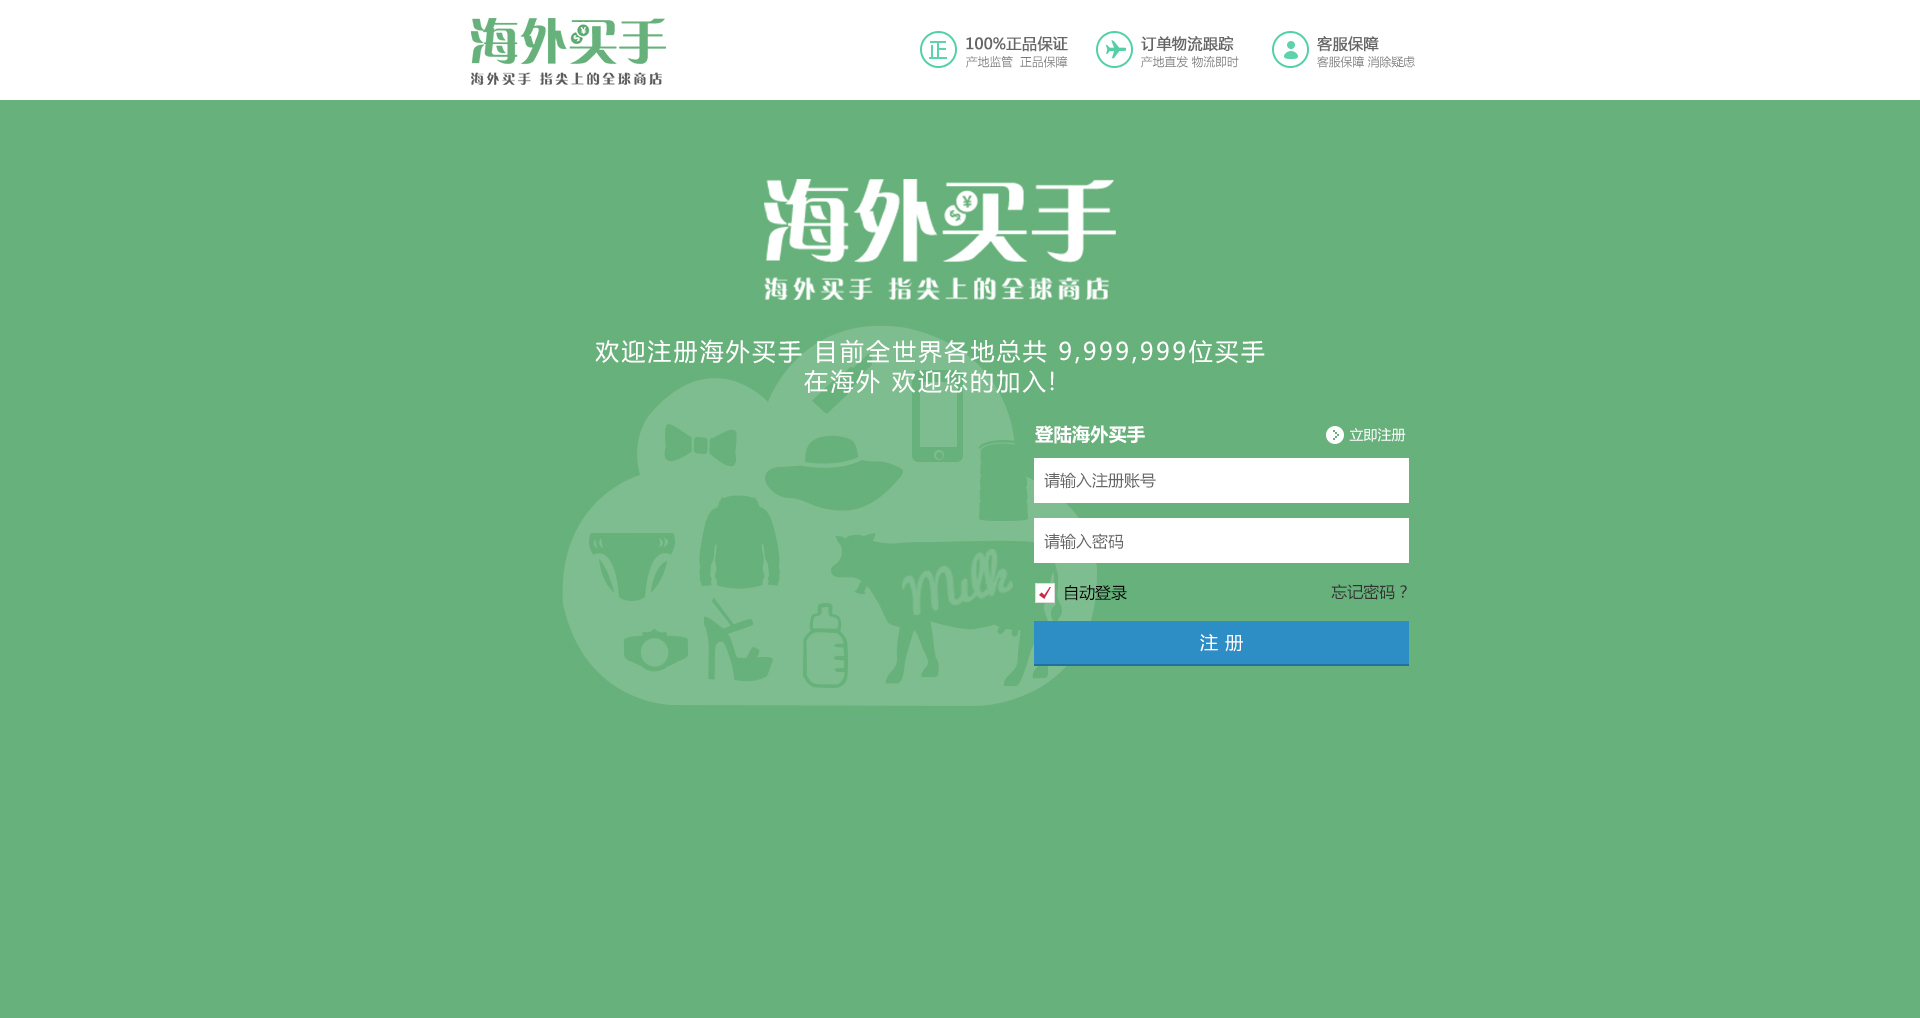 海外买手
海外买手 指尖上的全球商店
正
100%正品保证
产地监管 正品保障
订单物流跟踪
产地直发 物流即时
客服保障
客服保障 消除疑虑
海外买手
海外买手 指尖上的全球商店
欢迎注册海外买手 目前全世界各地总共 9,999,999位买手
在海外 欢迎您的加入!
登陆海外买手
立即注册
请输入注册账号
请输入密码
Milk
自动登录
忘记密码？
注 册